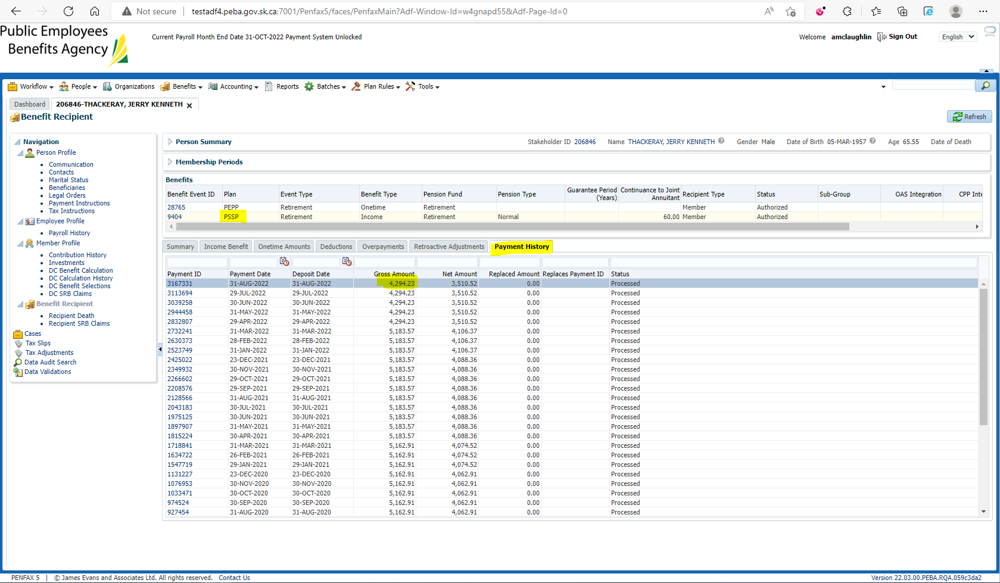 Not secure | testadf4.peba.gov.sk.ca:7001/Penfax5/faces/PenfaxMain?Adf-Window-Id=w4gnapd55&Adf-Page-Id=0
Public Employees
Benefits Agency
Current Payroll Month End Date 31-OCT-2022 Payment System Unlocked
Welcome amclaughlin Sign Out English
Workflow People Organizations Benefits Accounting Reports Batches Plan Rules Tools
Dashboard 206846-THACKERAY, JERRY KENNETH
Benefit Recipient
Refresh
Navigation
Person Profile
Communication
Contacts
Marital Status
Beneficiaries
Legal Orders
Payment Instructions
Tax Instructions
Employee Profile
Payroll History
Member Profile
Contribution History
Investments
DC Benefit Calculation
DC Calculation History
DC Benefit Selections
DC SRB Claims
Benefit Recipient
Recipient Death
Recipient SRB Claims
Cases
Tax Slips
Tax Adjustments
Data Audit Search
Data Validations
Person Summary Stakeholder ID 206846 Name THACKERAY, JERRY KENNETH Gender Male Date of Birth 05-MAR-1957 Age 65.55 Date of Death
Membership Periods
Benefits
Benefit Event ID Plan Event Type Benefit Type Pension Fund Pension Type Guarantee Period (Years) Continuance to Joint Annuitant Recipient Type Status Sub-Group OAS Integration CPP Inte
28765 PEPP Retirement Onetime Retirement Member Authorized
9404 PSSP Retirement Income Retirement Normal 60.00 Member Authorized
Summary Income Benefit Onetime Amounts Deductions Overpayments Retroactive Adjustments Payment History
Payment ID Payment Date Deposit Date Gross Amount Net Amount Replaced Amount Replaces Payment ID Status
3167331 31-AUG-2022 31-AUG-2022 4,294.23 3,510.52 0.00 Processed
3113694 29-JUL-2022 29-JUL-2022 4,294.23 3,510.52 0.00 Processed
3039258 30-JUN-2022 30-JUN-2022 4,294.23 3,510.52 0.00 Processed
2944458 31-MAY-2022 31-MAY-2022 4,294.23 3,510.52 0.00 Processed
2832807 29-APR-2022 29-APR-2022 4,294.23 3,510.52 0.00 Processed
2732241 31-MAR-2022 31-MAR-2022 5,183.57 4,106.37 0.00 Processed
2630373 28-FEB-2022 28-FEB-2022 5,183.57 4,106.37 0.00 Processed
2523749 31-JAN-2022 31-JAN-2022 5,183.57 4,106.37 0.00 Processed
2425022 23-DEC-2021 23-DEC-2021 5,183.57 4,088.36 0.00 Processed
2349932 30-NOV-2021 30-NOV-2021 5,183.57 4,088.36 0.00 Processed
2266602 29-OCT-2021 29-OCT-2021 5,183.57 4,088.36 0.00 Processed
2208576 29-SEP-2021 29-SEP-2021 5,183.57 4,088.36 0.00 Processed
2128566 31-AUG-2021 31-AUG-2021 5,183.57 4,088.36 0.00 Processed
2043183 30-JUL-2021 30-JUL-2021 5,183.57 4,088.36 0.00 Processed
1975125 30-JUN-2021 30-JUN-2021 5,183.57 4,088.36 0.00 Processed
1897907 31-MAY-2021 31-MAY-2021 5,183.57 4,088.36 0.00 Processed
1815224 30-APR-2021 30-APR-2021 5,183.57 4,088.36 0.00 Processed
1718841 31-MAR-2021 31-MAR-2021 5,162.91 4,074.52 0.00 Processed
1634722 26-FEB-2021 26-FEB-2021 5,162.91 4,074.52 0.00 Processed
1547719 29-JAN-2021 29-JAN-2021 5,162.91 4,074.52 0.00 Processed
1131227 23-DEC-2020 23-DEC-2020 5,162.91 4,062.91 0.00 Processed
1076953 30-NOV-2020 30-NOV-2020 5,162.91 4,062.91 0.00 Processed
1033471 30-OCT-2020 30-OCT-2020 5,162.91 4,062.91 0.00 Processed
974524 30-SEP-2020 30-SEP-2020 5,162.91 4,062.91 0.00 Processed
927454 31-AUG-2020 31-AUG-2020 5,162.91 4,062.91 0.00 Processed
PENFAX 5 | © James Evans and Associates Ltd. All rights reserved. Contact Us Version 22.03.00.PEBA.RQA.059c3da2